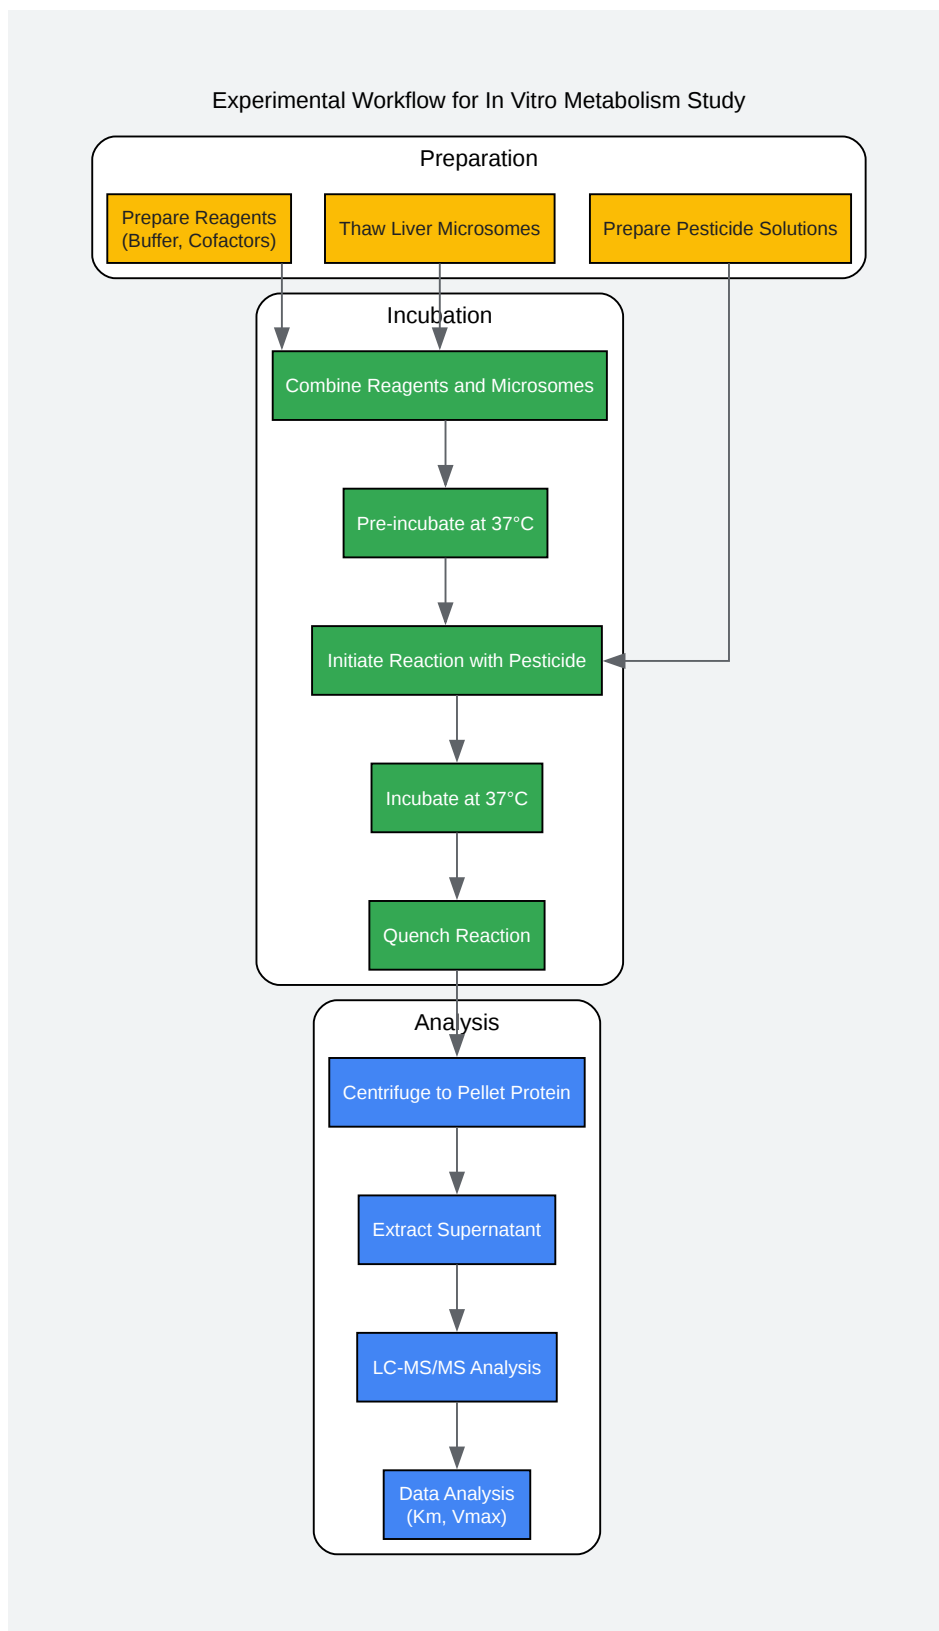 Experimental Workflow for In Vitro Metabolism Study
Preparation
Prepare Reagents
(Buffer, Cofactors)
Thaw Liver Microsomes
Prepare Pesticide Solutions
Incubation
Combine Reagents and Microsomes
Pre-incubate at 37°C
Initiate Reaction with Pesticide
Incubate at 37°C
Quench Reaction
Analysis
Centrifuge to Pellet Protein
Extract Supernatant
LC-MS/MS Analysis
Data Analysis
(Km, Vmax)